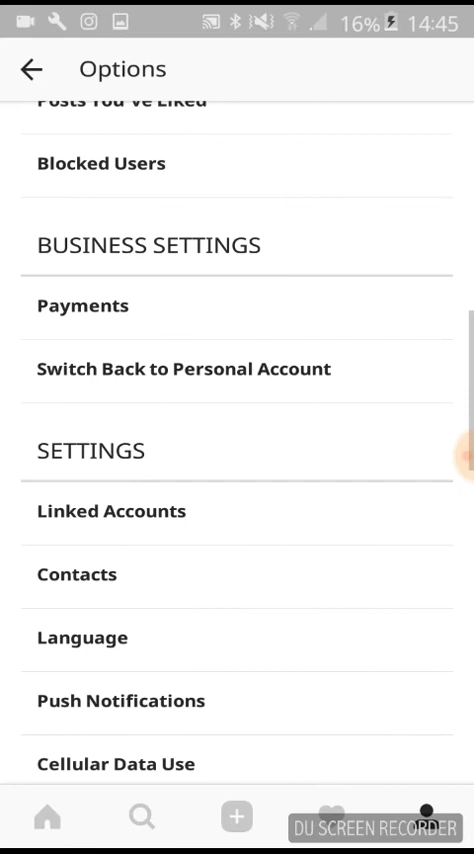 16% 14:45
Options
Posts You've Liked
Blocked Users
BUSINESS SETTINGS
Payments
Switch Back to Personal Account
SETTINGS
Linked Accounts
Contacts
Language
Push Notifications
Cellular Data Use
DU SCREEN RECORDER